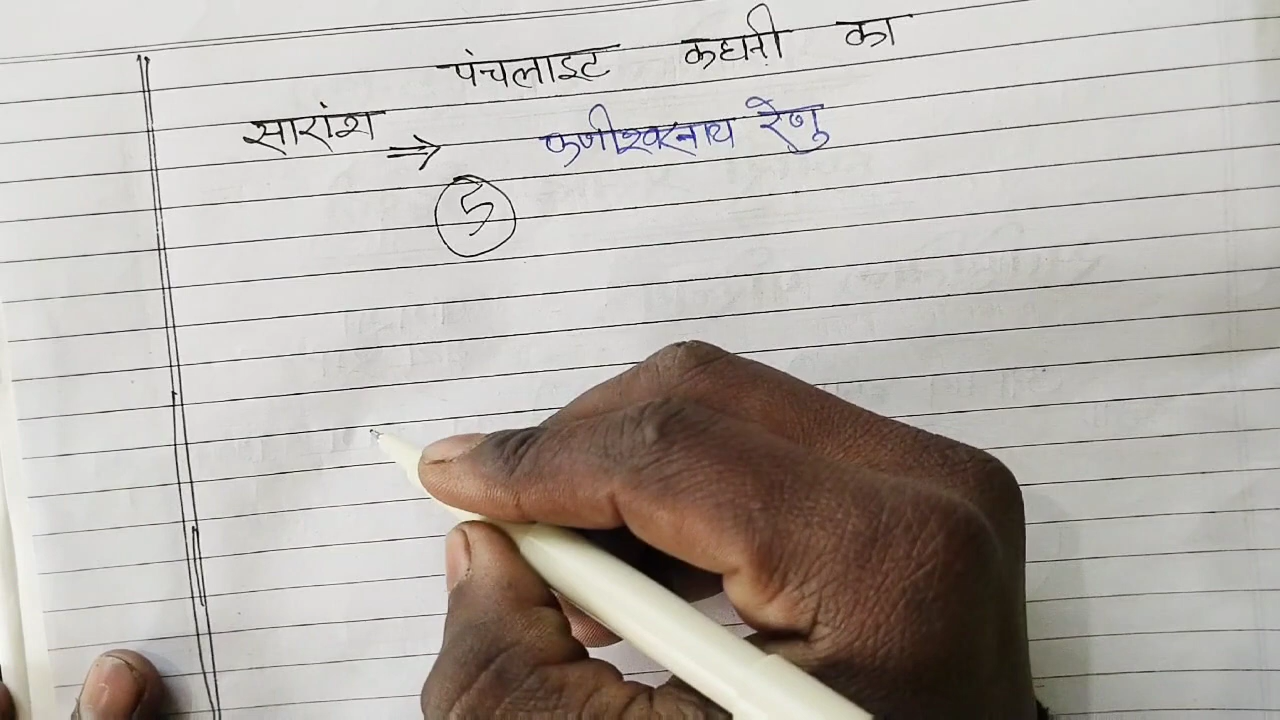 पंचलाइट कहानी का
सारांश → फणीश्वरनाथ रेणु
5